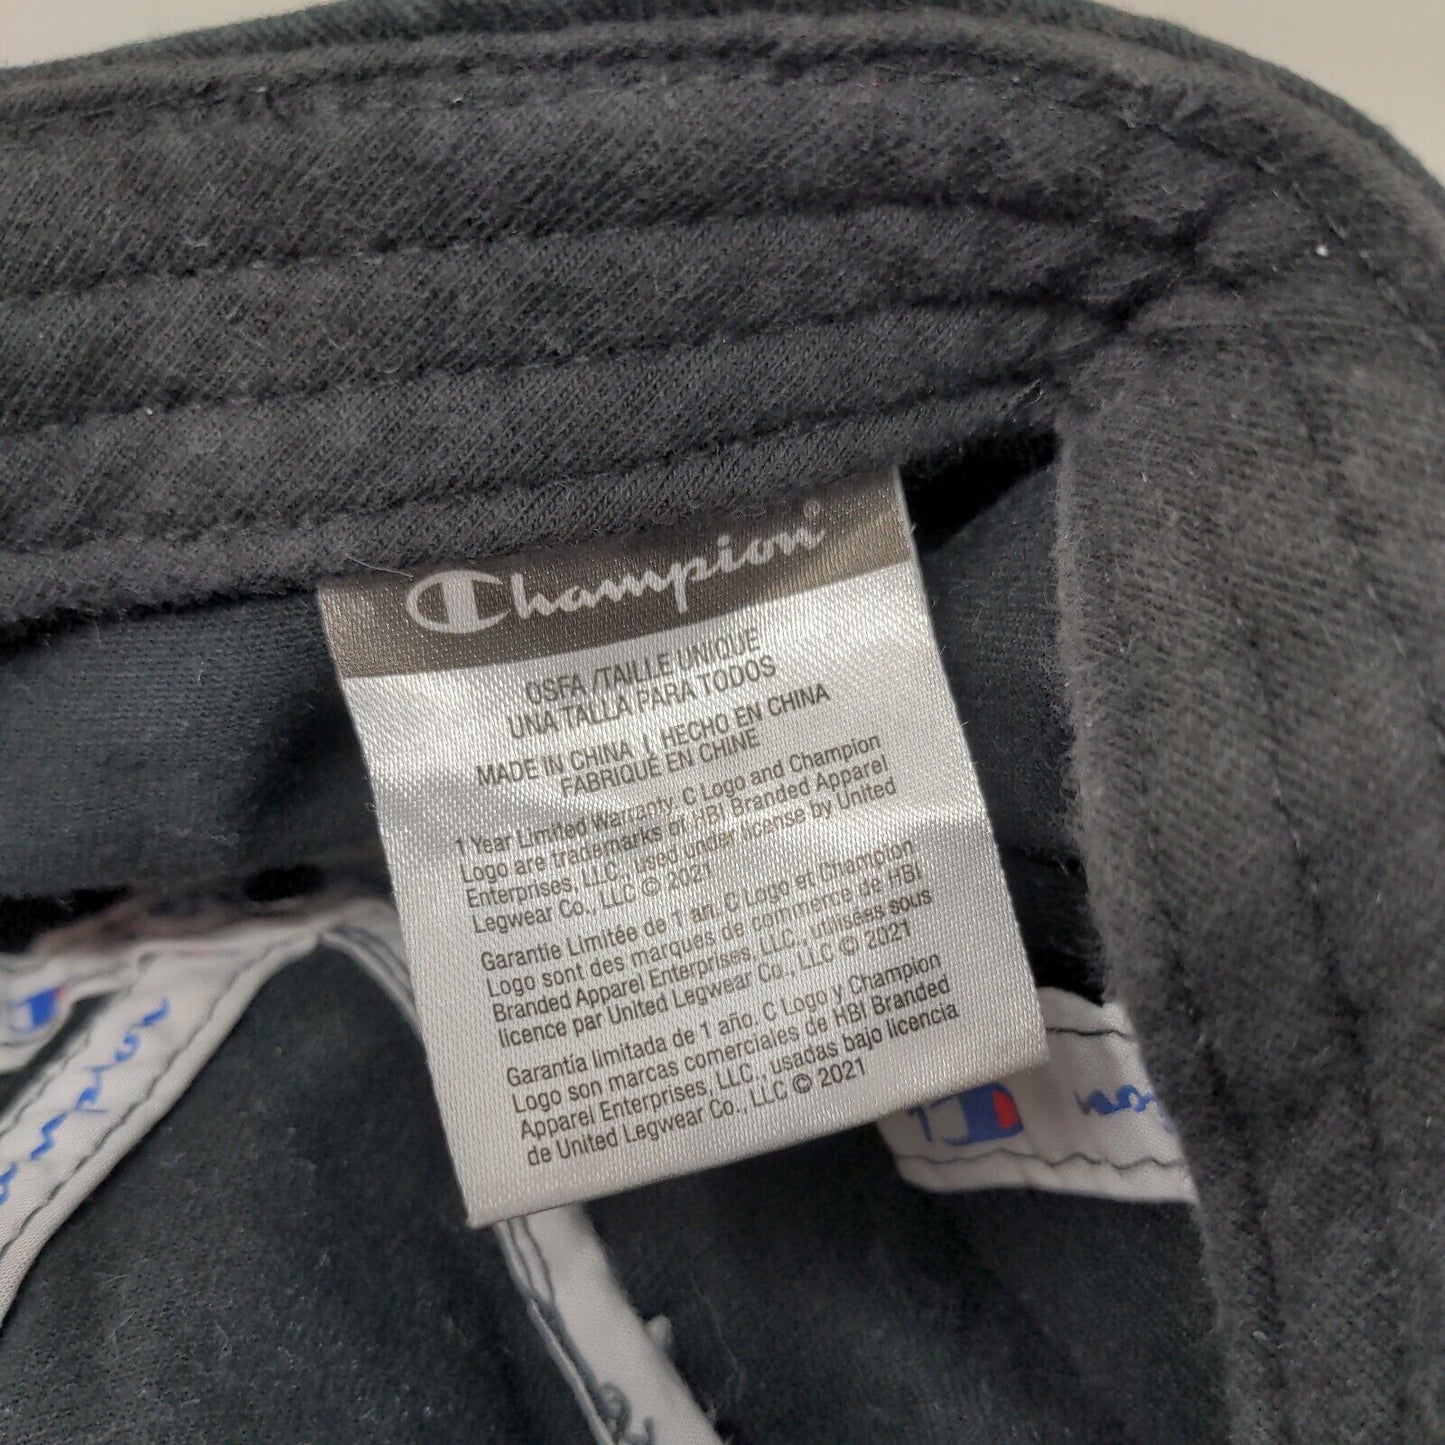 Champion®
OSFA /TAILLE UNIQUE
UNA TALLA PARA TODOS
MADE IN CHINA | HECHO EN CHINA
FABRIQUÉ EN CHINE
1 Year Limited Warranty. C Logo and Champion
Logo are trademarks of HBI Branded Apparel
Enterprises, LLC., used under license by United
Legwear Co., LLC © 2021
Garantie Limitée de 1 an. C Logo et Champion
Logo sont des marques de commerce de HBI
Branded Apparel Enterprises, LLC., utilisées sous
licence par United Legwear Co., LLC © 2021
Garantía limitada de 1 año. C Logo y Champion
Logo son marcas comerciales de HBI Branded
Apparel Enterprises, LLC., usadas bajo licencia
de United Legwear Co., LLC © 2021